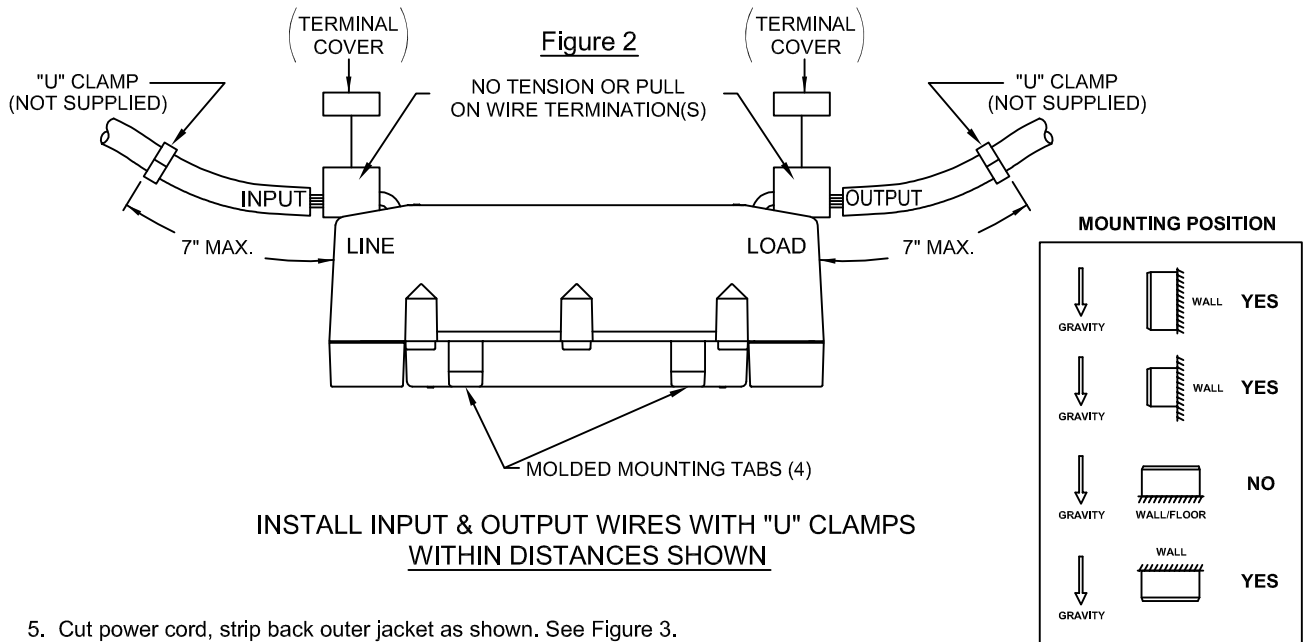 (TERMINAL
COVER)
Figure 2
(TERMINAL
COVER)
"U" CLAMP
(NOT SUPPLIED)
NO TENSION OR PULL
ON WIRE TERMINATION(S)
"U" CLAMP
(NOT SUPPLIED)
INPUT
OUTPUT
7" MAX.
LINE
LOAD
7" MAX.
MOLDED MOUNTING TABS (4)
INSTALL INPUT & OUTPUT WIRES WITH "U" CLAMPS
WITHIN DISTANCES SHOWN
MOUNTING POSITION
GRAVITY
WALL
YES
GRAVITY
WALL
YES
GRAVITY
WALL/FLOOR
NO
GRAVITY
WALL
YES
5. Cut power cord, strip back outer jacket as shown. See Figure 3.